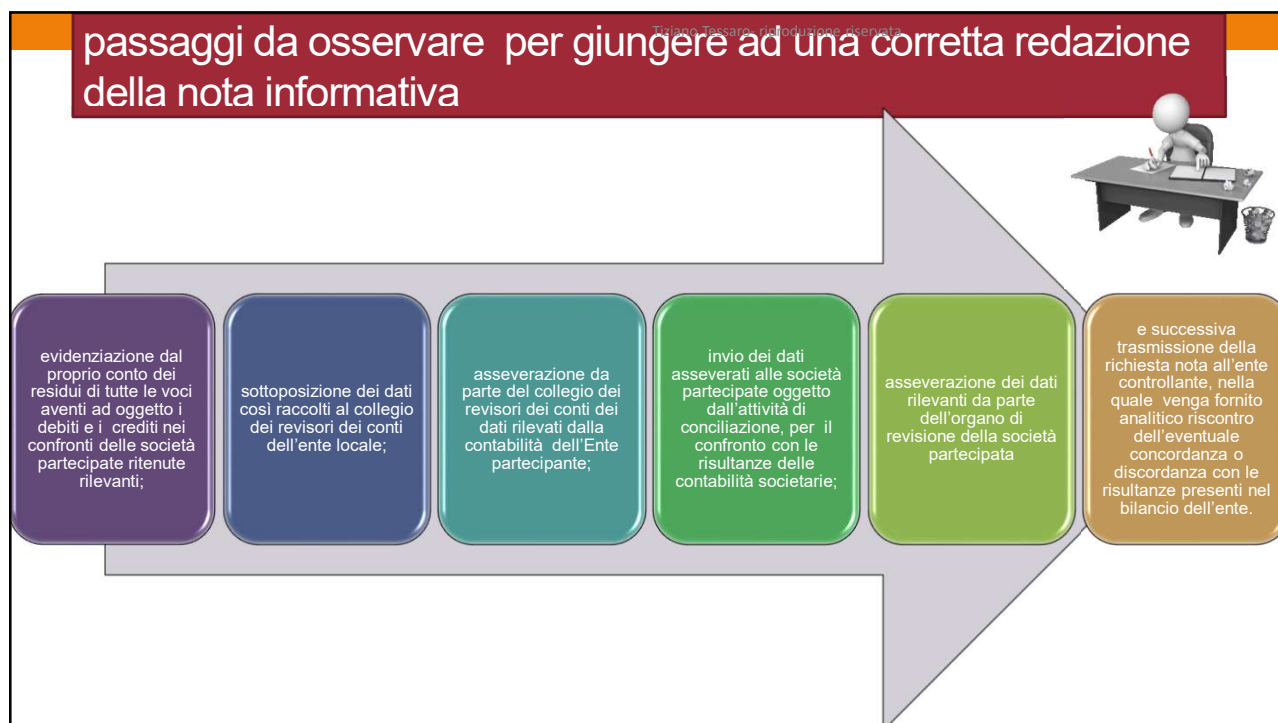 Tiziano Tessaro- riproduzione riservata
passaggi da osservare per giungere ad una corretta redazione
della nota informativa
evidenziazione dal
proprio conto dei
residui di tutte le voci
aventi ad oggetto i
debiti e i crediti nei
confronti delle società
partecipate ritenute
rilevanti;
sottoposizione dei dati
così raccolti al collegio
dei revisori dei conti
dell'ente locale;
asseverazione da
parte del collegio dei
revisori dei conti dei
dati rilevati dalla
contabilità dell'Ente
partecipante;
invio dei dati
asseverati alle società
partecipate oggetto
dall'attività di
conciliazione, per il
confronto con le
risultanze delle
contabilità societarie;
asseverazione dei dati
rilevanti da parte
dell'organo di
revisione della società
partecipata
e successiva
trasmissione della
richiesta nota all'ente
controllante, nella
quale venga fornito
analitico riscontro
dell'eventuale
concordanza o
discordanza con le
risultanze presenti nel
bilancio dell'ente.